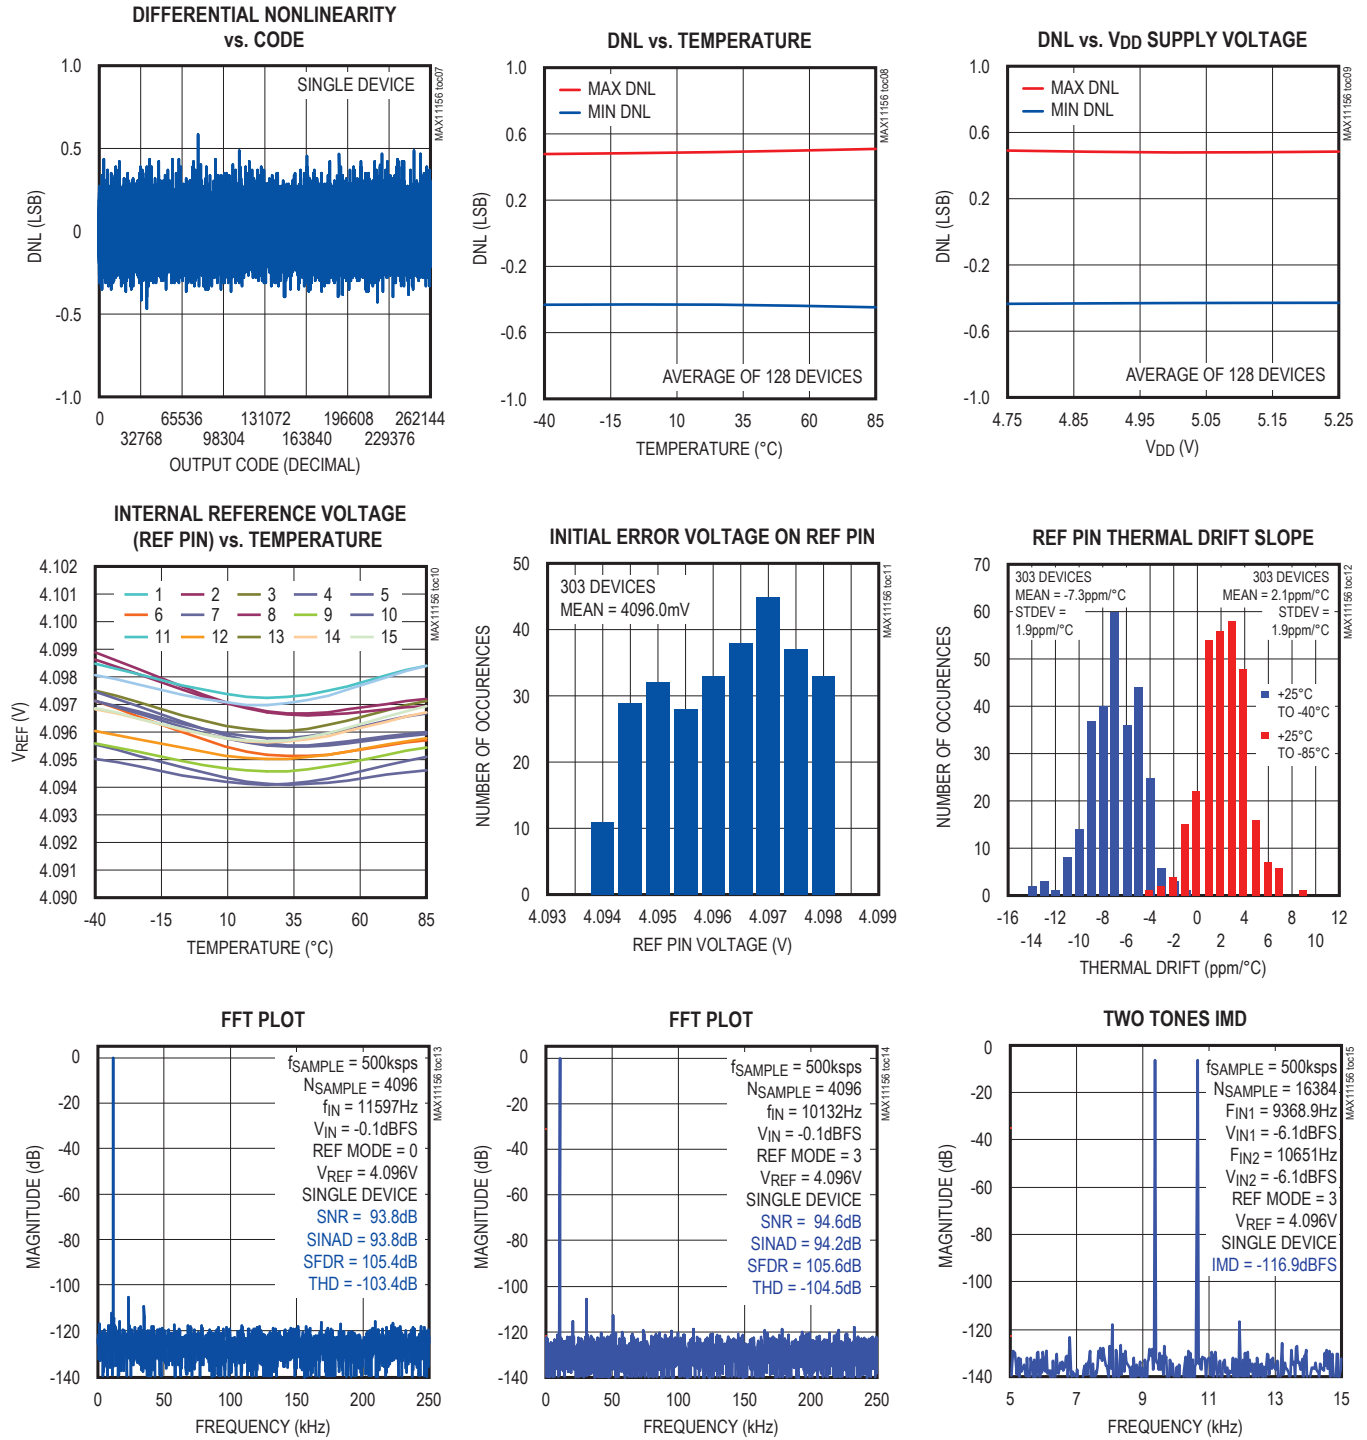 DIFFERENTIAL NONLINEARITY
vs. CODE
MAX11156 toc07
SINGLE DEVICE
DNL (LSB)
1.0
0.5
0
-0.5
-1.0
0 65536 131072 196608 262144
32768 98304 163840 229376
OUTPUT CODE (DECIMAL)
DNL vs. TEMPERATURE
MAX11156 toc08
MAX DNL
MIN DNL
DNL (LSB)
1.0
0.6
0.2
-0.2
-0.6
-1.0
AVERAGE OF 128 DEVICES
-40 -15 10 35 60 85
TEMPERATURE (°C)
DNL vs. VDD SUPPLY VOLTAGE
MAX11156 toc09
MAX DNL
MIN DNL
DNL (LSB)
1.0
0.6
0.2
-0.2
-0.6
-1.0
AVERAGE OF 128 DEVICES
4.75 4.85 4.95 5.05 5.15 5.25
VDD (V)
INTERNAL REFERENCE VOLTAGE
(REF PIN) vs. TEMPERATURE
MAX11156 toc10
1 2 3 4 5
6 7 8 9 10
11 12 13 14 15
VREF (V)
4.102
4.101
4.100
4.099
4.098
4.097
4.096
4.095
4.094
4.093
4.092
4.091
4.090
-40 -15 10 35 60 85
TEMPERATURE (°C)
INITIAL ERROR VOLTAGE ON REF PIN
MAX11156 toc11
303 DEVICES
MEAN = 4096.0mV
NUMBER OF OCCURENCES
50
40
30
20
10
0
4.093 4.094 4.095 4.096 4.097 4.098 4.099
REF PIN VOLTAGE (V)
REF PIN THERMAL DRIFT SLOPE
MAX11156 toc12
303 DEVICES
MEAN = -7.3ppm/°C
STDEV =
1.9ppm/°C
303 DEVICES
MEAN = 2.1ppm/°C
STDEV =
1.9ppm/°C
+25°C
TO -40°C
+25°C
TO -85°C
NUMBER OF OCCURENCES
70
60
50
40
30
20
10
0
-16 -12 -8 -4 0 4 8 12
-14 -10 -6 -2 2 6 10
THERMAL DRIFT (ppm/°C)
FFT PLOT
MAX11156 toc13
fSAMPLE = 500ksps
NSAMPLE = 4096
fIN = 11597Hz
VIN = -0.1dBFS
REF MODE = 0
VREF = 4.096V
SINGLE DEVICE
SNR = 93.8dB
SINAD = 93.8dB
SFDR = 105.4dB
THD = -103.4dB
MAGNITUDE (dB)
0
-20
-40
-60
-80
-100
-120
-140
0 50 100 150 200 250
FREQUENCY (kHz)
FFT PLOT
MAX11156 toc14
fSAMPLE = 500ksps
NSAMPLE = 4096
fIN = 10132Hz
VIN = -0.1dBFS
REF MODE = 3
VREF = 4.096V
SINGLE DEVICE
SNR = 94.6dB
SINAD = 94.2dB
SFDR = 105.6dB
THD = -104.5dB
MAGNITUDE (dB)
0
-20
-40
-60
-80
-100
-120
-140
0 50 100 150 200 250
FREQUENCY (kHz)
TWO TONES IMD
MAX11156 toc15
fSAMPLE = 500ksps
NSAMPLE = 16384
FIN1 = 9368.9Hz
VIN1 = -6.1dBFS
FIN2 = 10651Hz
VIN2 = -6.1dBFS
REF MODE = 3
VREF = 4.096V
SINGLE DEVICE
IMD = -116.9dBFS
MAGNITUDE (dB)
0
-20
-40
-60
-80
-100
-120
-140
5 7 9 11 13 15
FREQUENCY (kHz)